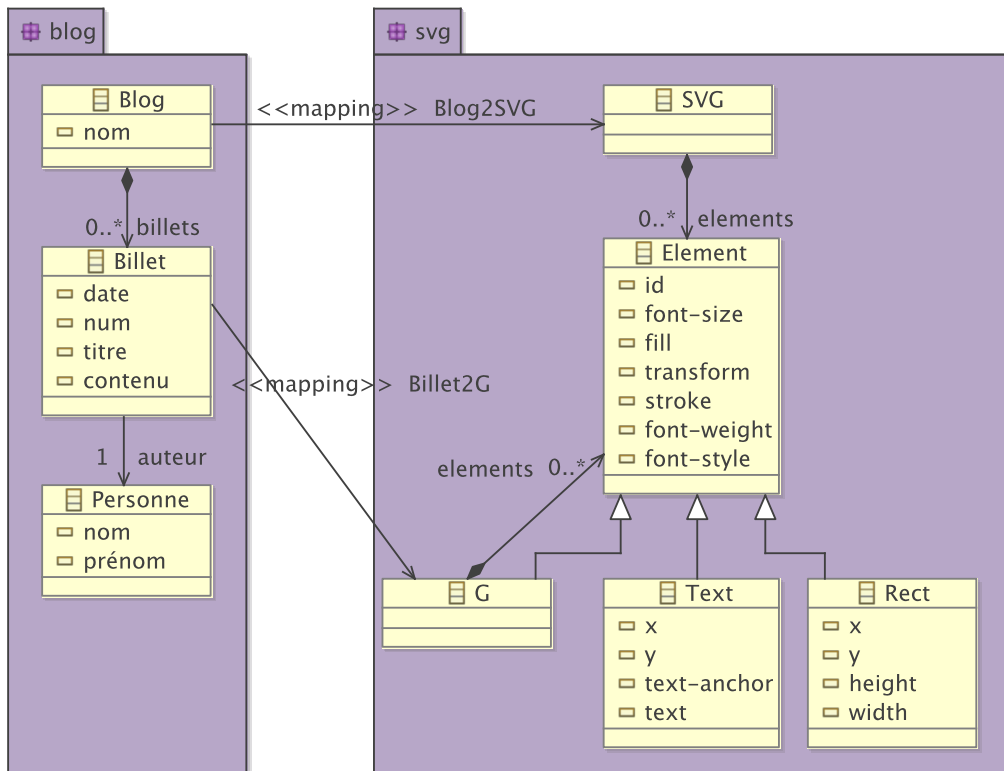 blog
svg
Blog
nom
<<mapping>> Blog2SVG
SVG
0..* billets
0..* elements
Billet
date
num
titre
contenu
Element
id
font-size
fill
transform
stroke
font-weight
font-style
<<mapping>> Billet2G
1 auteur
elements 0..*
Personne
nom
prénom
G
Text
x
y
text-anchor
text
Rect
x
y
height
width